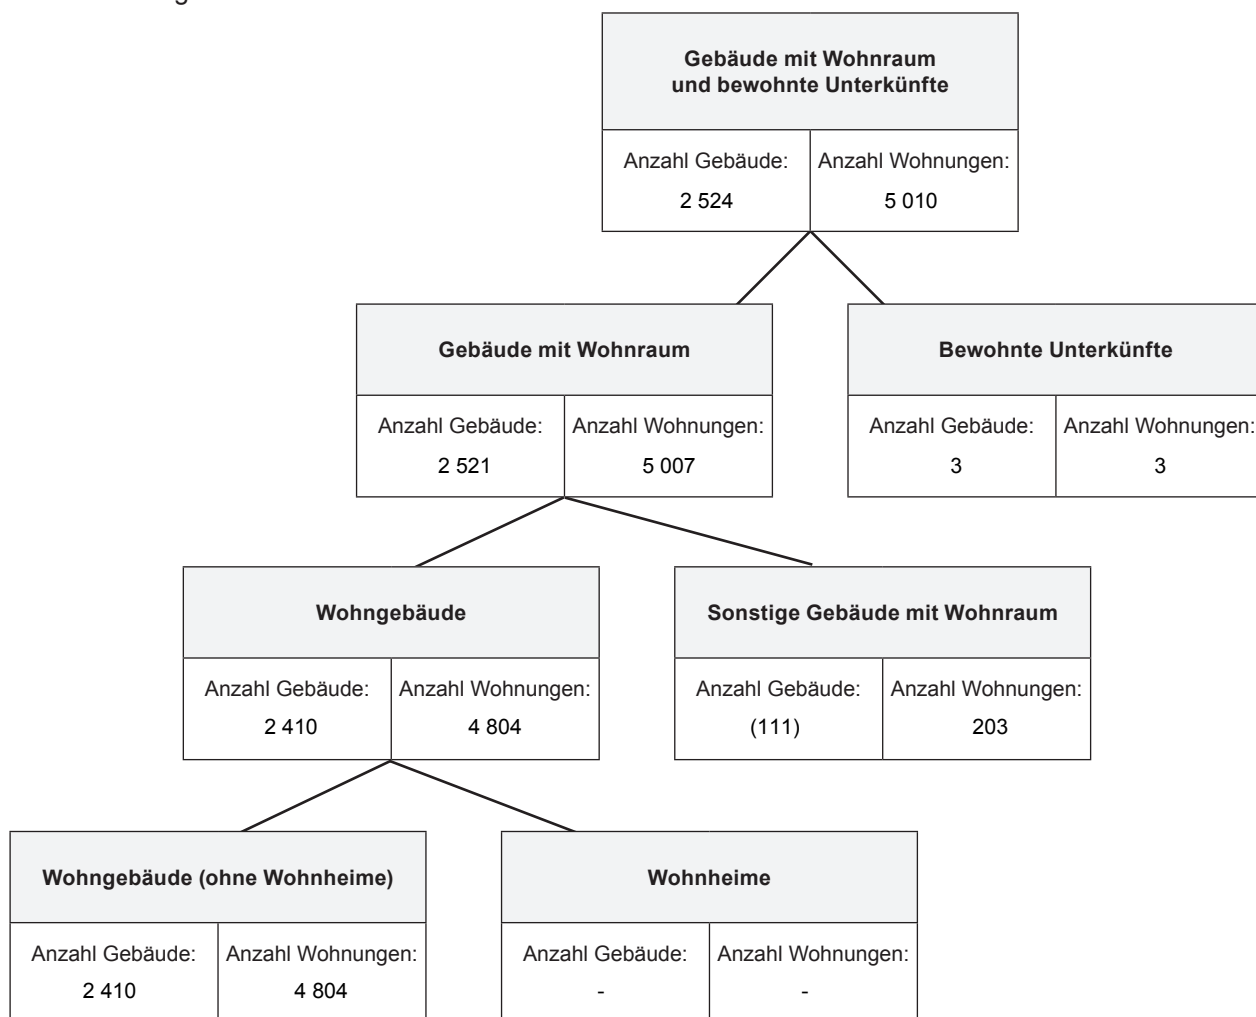 Gebäude mit Wohnraum
und bewohnte Unterkünfte
Anzahl Gebäude:
Anzahl Wohnungen:
2 524
5 010
Gebäude mit Wohnraum
Bewohnte Unterkünfte
Anzahl Gebäude:
Anzahl Wohnungen:
Anzahl Gebäude:
Anzahl Wohnungen:
2 521
5 007
3
3
Wohngebäude
Sonstige Gebäude mit Wohnraum
Anzahl Gebäude:
Anzahl Wohnungen:
Anzahl Gebäude:
Anzahl Wohnungen:
2 410
4 804
(111)
203
Wohngebäude (ohne Wohnheime)
Wohnheime
Anzahl Gebäude:
Anzahl Wohnungen:
Anzahl Gebäude:
Anzahl Wohnungen:
2 410
4 804
-
-